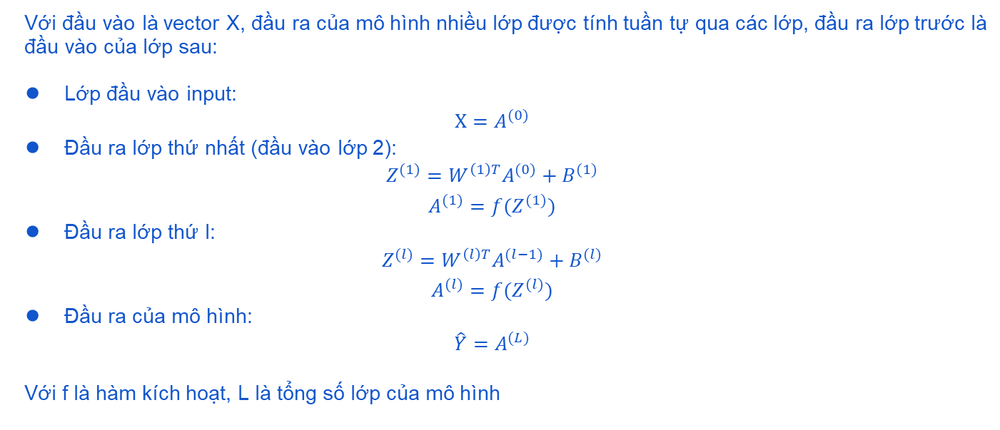 Với đầu vào là vector X, đầu ra của mô hình nhiều lớp được tính tuần tự qua các lớp, đầu ra lớp trước là
đầu vào của lớp sau:
● Lớp đầu vào input:
X = A^(0)
● Đầu ra lớp thứ nhất (đầu vào lớp 2):
Z^(1) = W^(1)T A^(0) + B^(1)
A^(1) = f(Z^(1))
● Đầu ra lớp thứ l:
Z^(l) = W^(l)T A^(l−1) + B^(l)
A^(l) = f(Z^(l))
● Đầu ra của mô hình:
Ŷ = A^(L)
Với f là hàm kích hoạt, L là tổng số lớp của mô hình